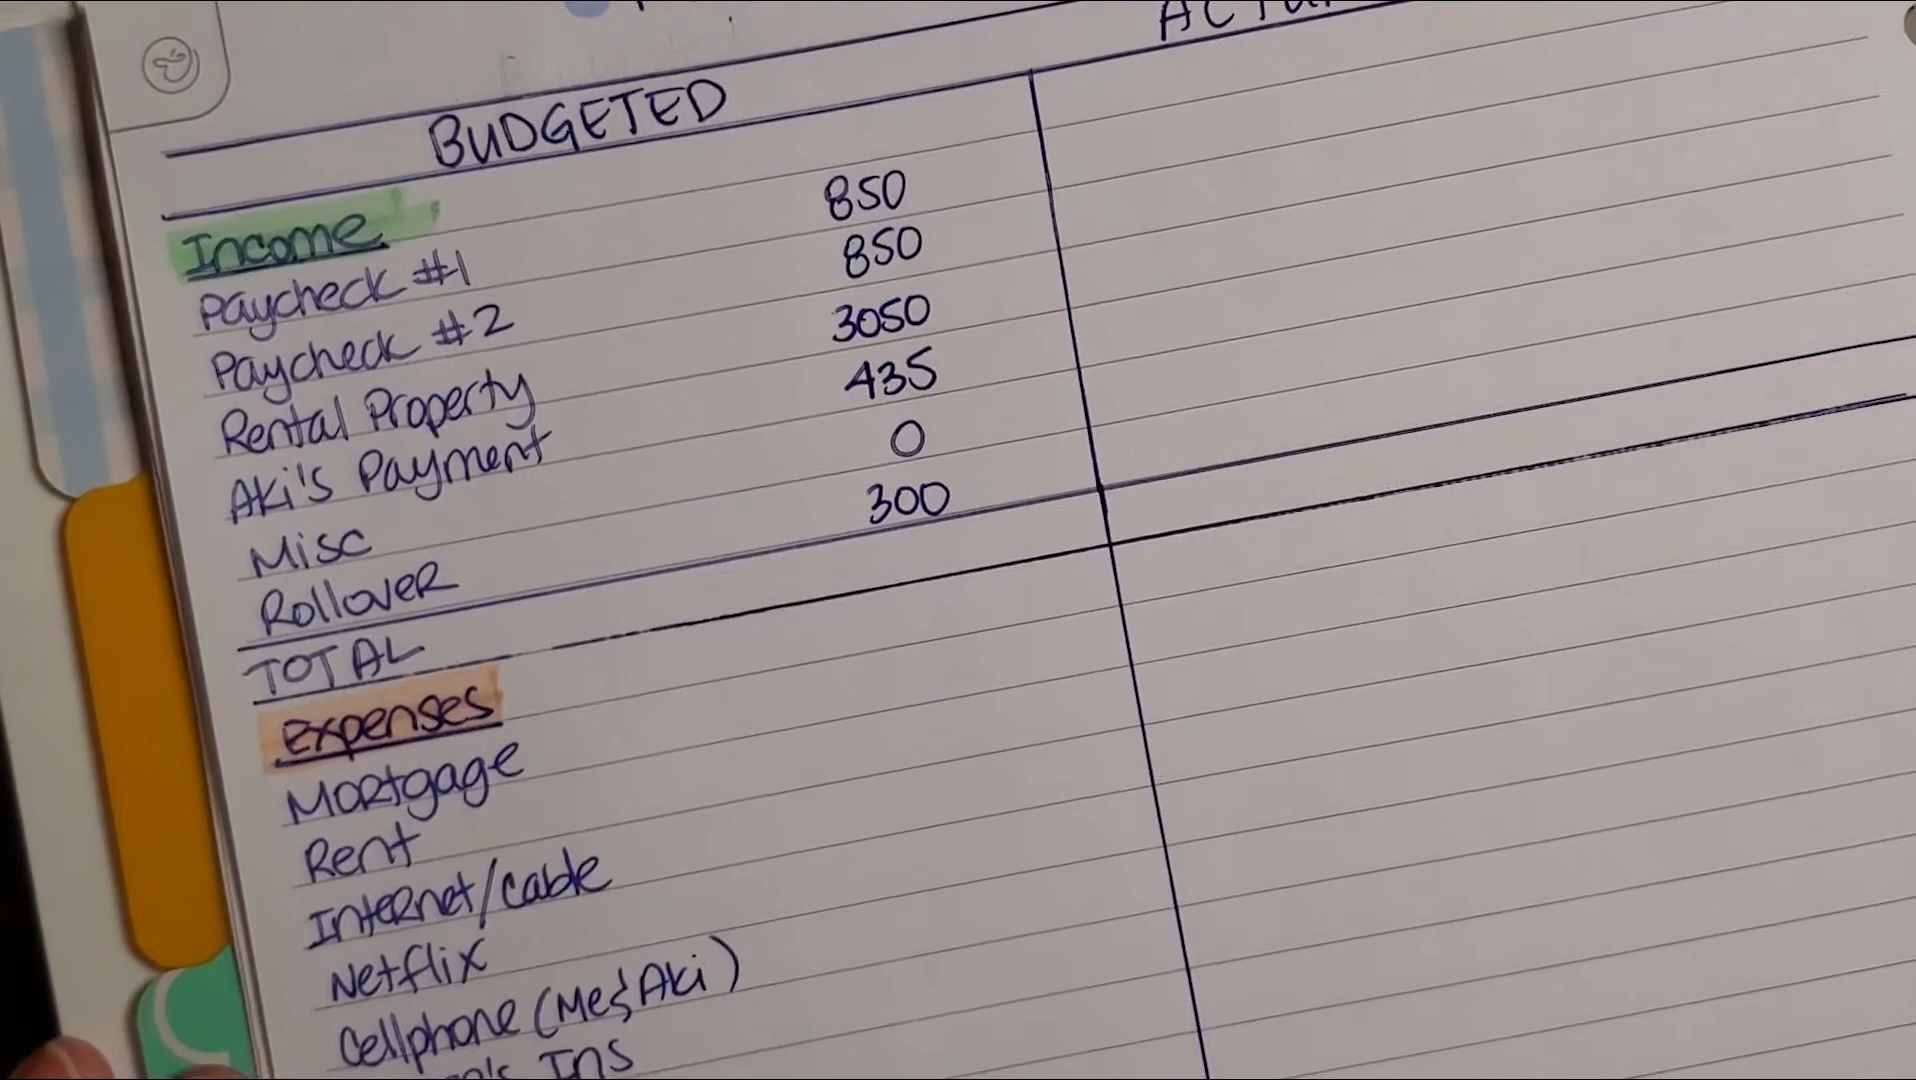 BUDGETED
Income
Paycheck #1 850
Paycheck #2 850
Rental Property 3050
Aki's Payment 435
Misc 0
Rollover 300
TOTAL
Expenses
Mortgage
Rent
Internet/cable
Netflix
Cellphone (Me & Aki)
Ins